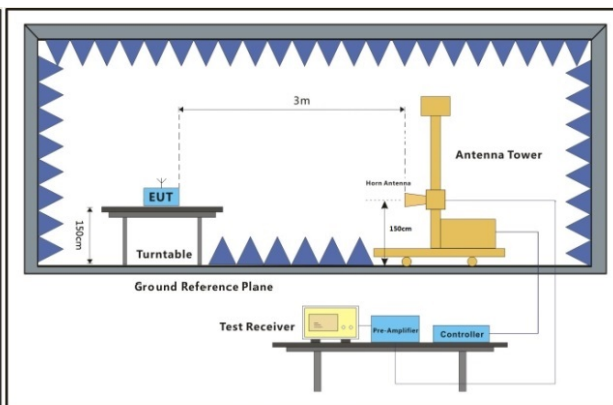 3m
Antenna Tower
Horn Antenna
EUT
150cm
150cm
Turntable
Ground Reference Plane
Test Receiver
Pre-Amplifier
Controller